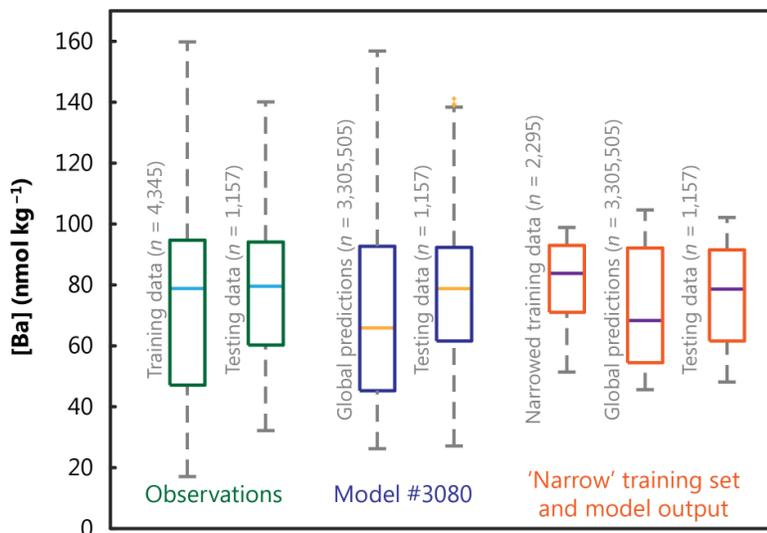 160
140
120
100
80
60
40
20
0
[Ba] (nmol kg⁻¹)
Training data (n = 4,345)
Testing data (n = 1,157)
Global predictions (n = 3,305,505)
Testing data (n = 1,157)
Narrowed training data (n = 2,295)
Global predictions (n = 3,305,505)
Testing data (n = 1,157)
Observations
Model #3080
'Narrow' training set
and model output